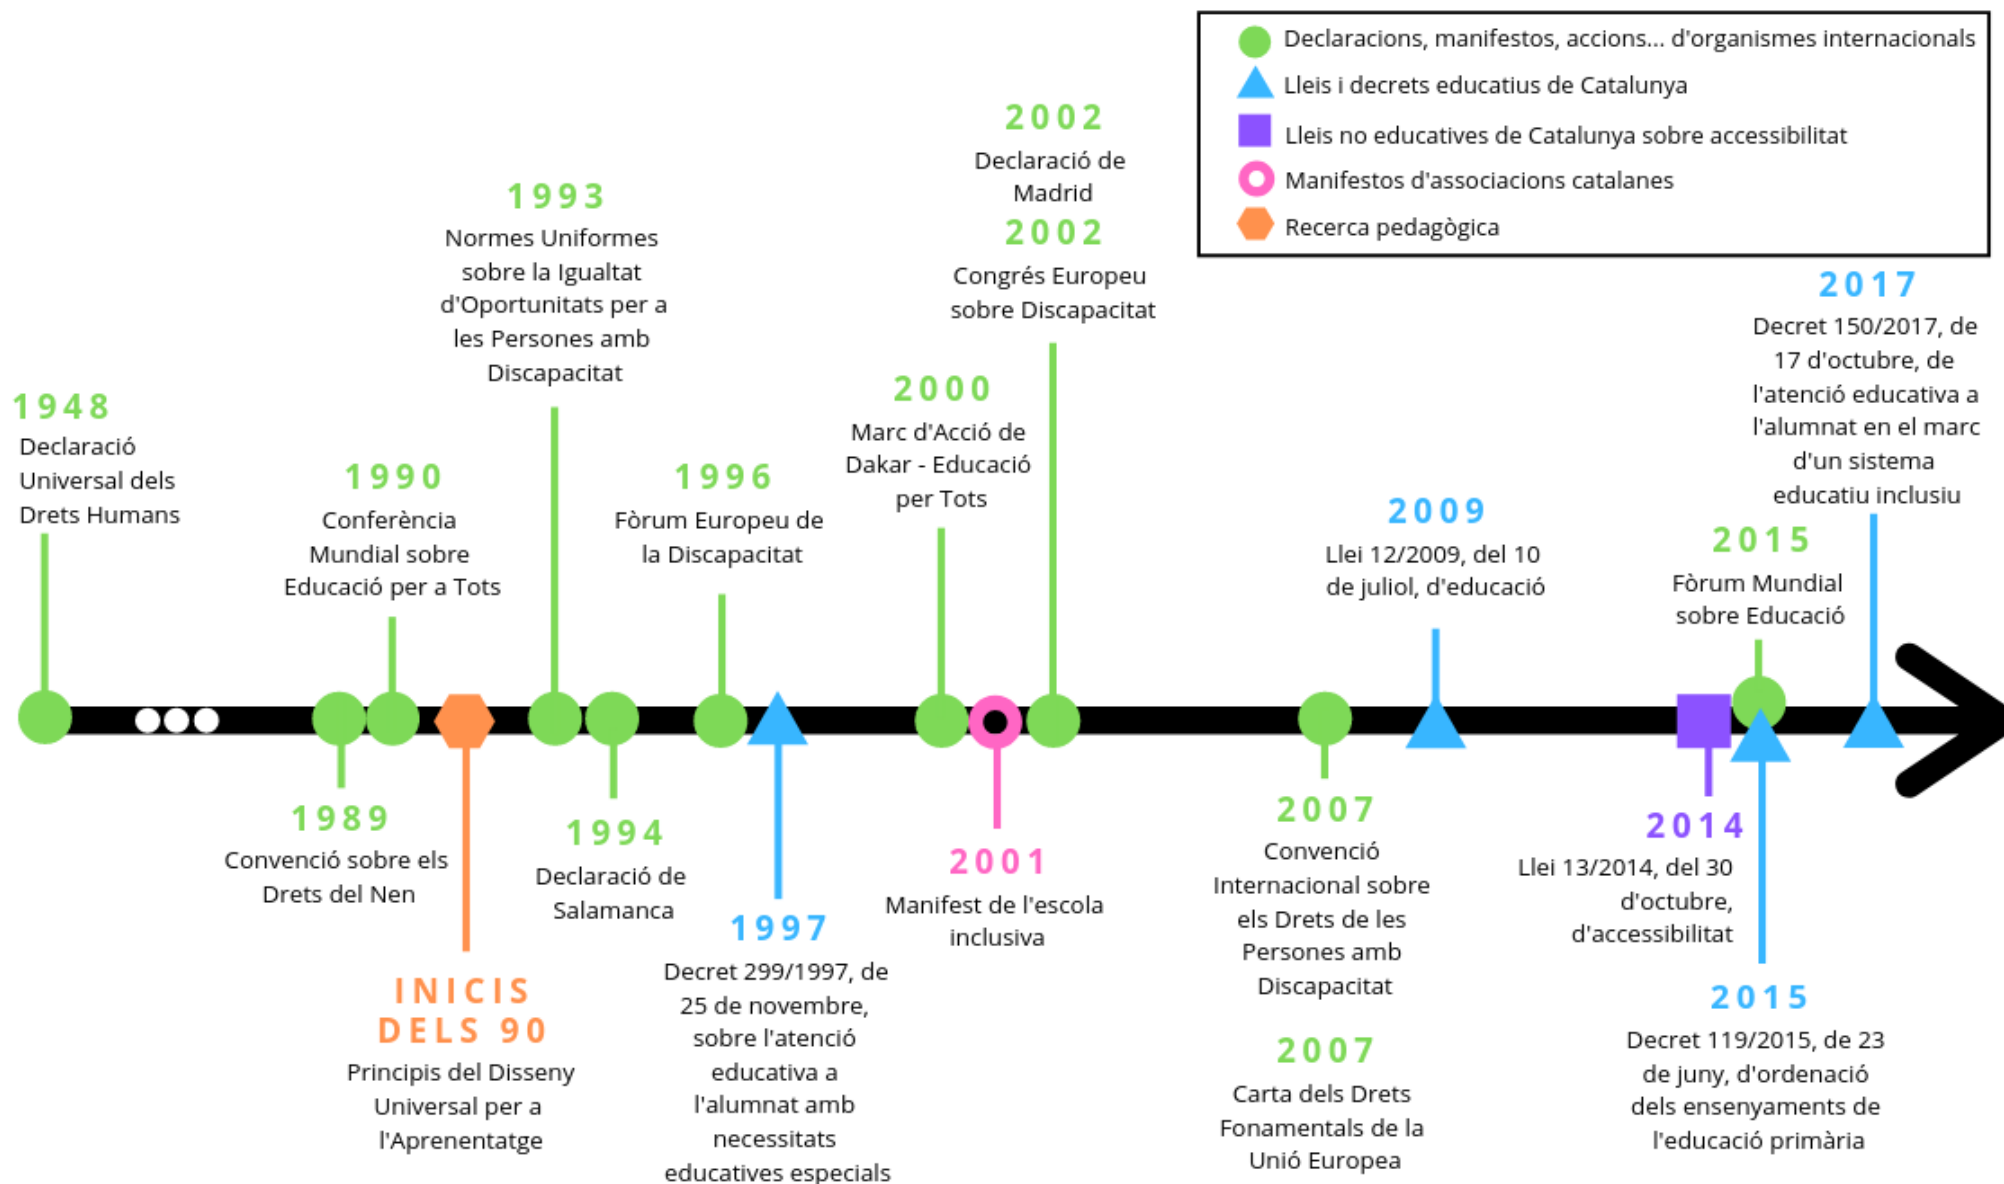 Declaracions, manifestos, accions... d'organismes internacionals
Lleis i decrets educatius de Catalunya
Lleis no educatives de Catalunya sobre accessibilitat
Manifestos d'associacions catalanes
Recerca pedagògica
1948
Declaració
Universal dels
Drets Humans
1989
Convenció sobre els
Drets del Nen
1990
Conferència
Mundial sobre
Educació per a Tots
INICIS
DELS 90
Principis del Disseny
Universal per a
l'Aprenentatge
1993
Normes Uniformes
sobre la Igualtat
d'Oportunitats per a
les Persones amb
Discapacitat
1994
Declaració de
Salamanca
1996
Fòrum Europeu de
la Discapacitat
1997
Decret 299/1997, de
25 de novembre,
sobre l'atenció
educativa a
l'alumnat amb
necessitats
educatives especials
2000
Marc d'Acció de
Dakar - Educació
per Tots
2001
Manifest de l'escola
inclusiva
2002
Declaració de
Madrid
2002
Congrés Europeu
sobre Discapacitat
2007
Convenció
Internacional sobre
els Drets de les
Persones amb
Discapacitat
2007
Carta dels Drets
Fonamentals de la
Unió Europea
2009
Llei 12/2009, del 10
de juliol, d'educació
2014
Llei 13/2014, del 30
d'octubre,
d'accessibilitat
2015
Fòrum Mundial
sobre Educació
2015
Decret 119/2015, de 23
de juny, d'ordenació
dels ensenyaments de
l'educació primària
2017
Decret 150/2017, de
17 d'octubre, de
l'atenció educativa a
l'alumnat en el marc
d'un sistema
educatiu inclusiu